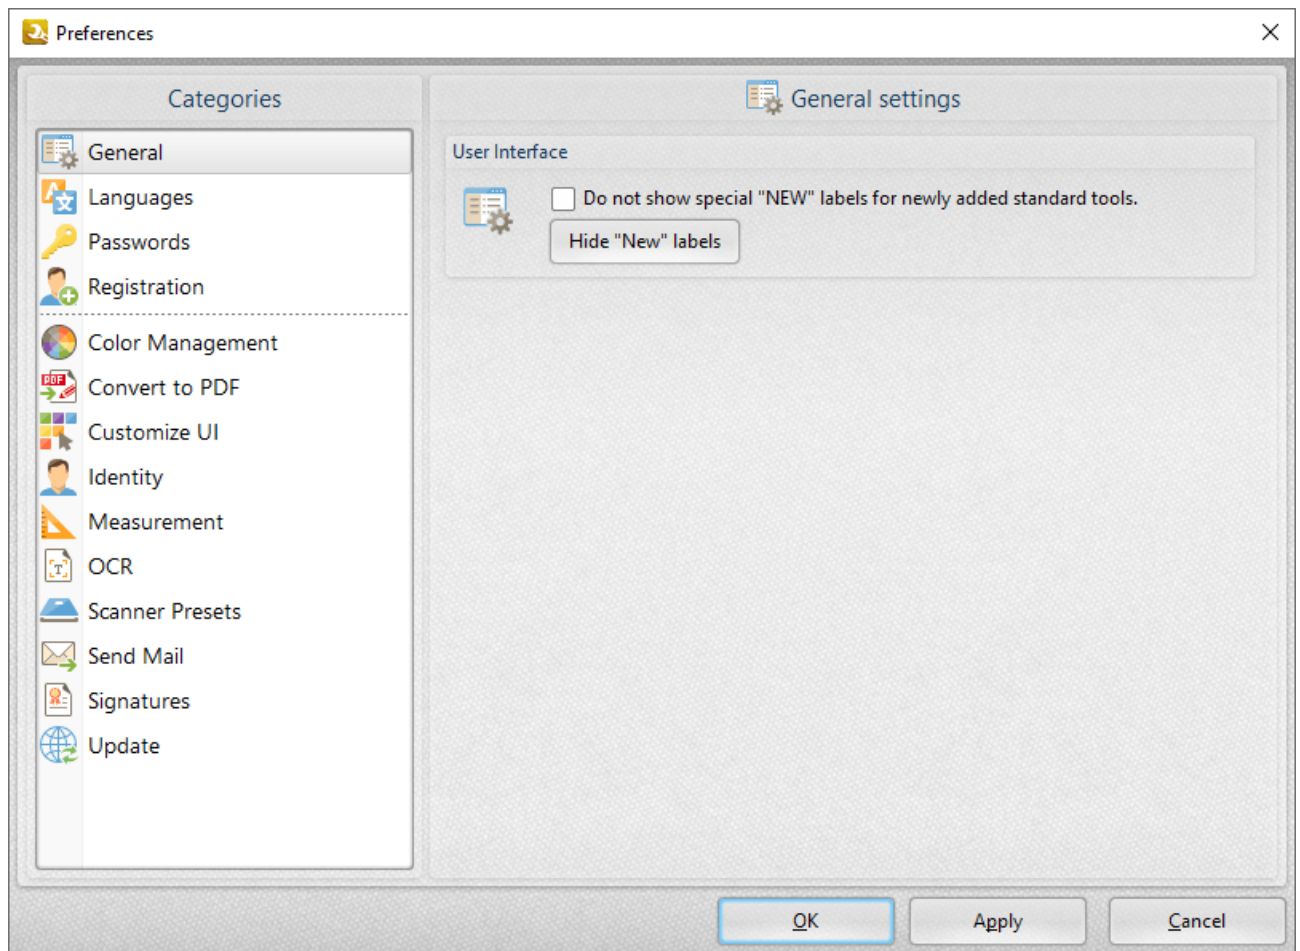 Preferences
Categories
General
Languages
Passwords
Registration
Color Management
Convert to PDF
Customize UI
Identity
Measurement
OCR
Scanner Presets
Send Mail
Signatures
Update
General settings
User Interface
Do not show special "NEW" labels for newly added standard tools.
Hide "New" labels
OK
Apply
Cancel